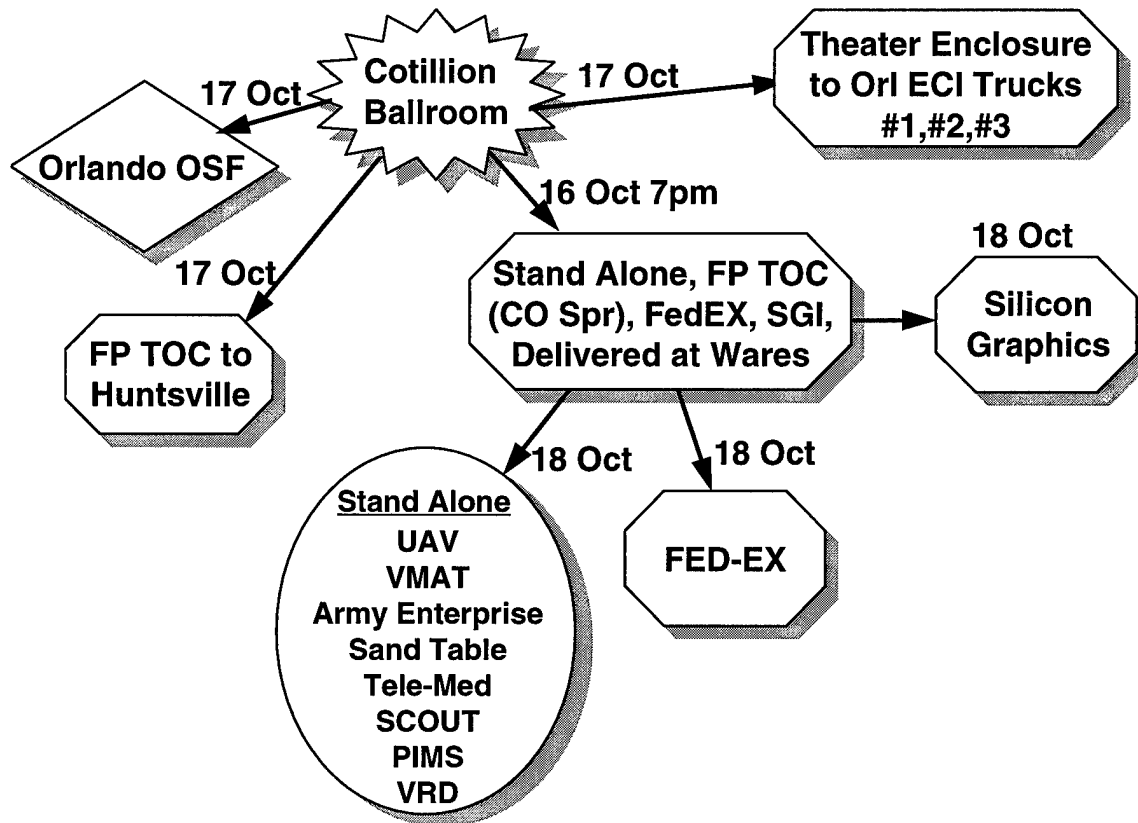 Cotillion
Ballroom
17 Oct
17 Oct
Theater Enclosure
to Orl ECI Trucks
#1,#2,#3
Orlando OSF
16 Oct 7pm
17 Oct
18 Oct
Stand Alone, FP TOC
(CO Spr), FedEX, SGI,
Delivered at Wares
Silicon
Graphics
FP TOC to
Huntsville
18 Oct
18 Oct
Stand Alone
UAV
VMAT
Army Enterprise
Sand Table
Tele-Med
SCOUT
PIMS
VRD
FED-EX